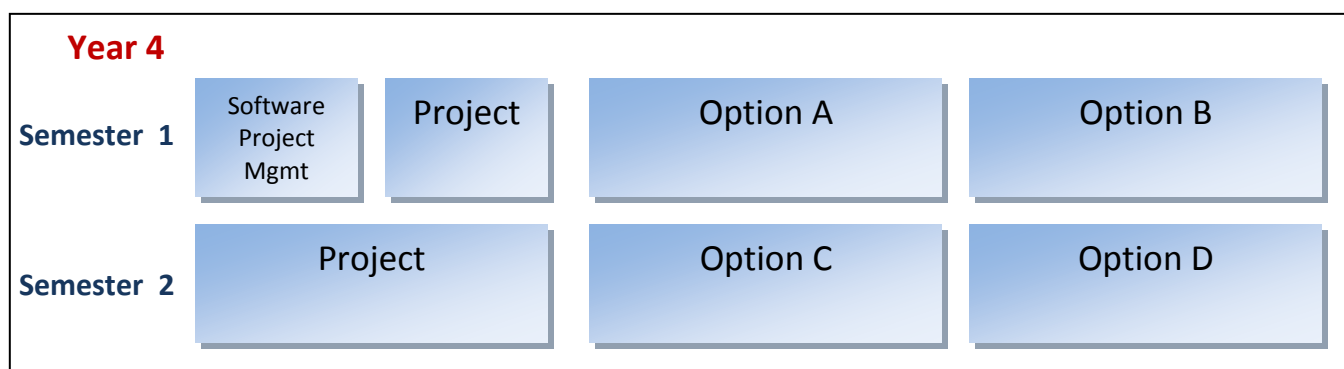 Year 4
Semester 1
Software
Project
Mgmt
Project
Option A
Option B
Semester 2
Project
Option C
Option D